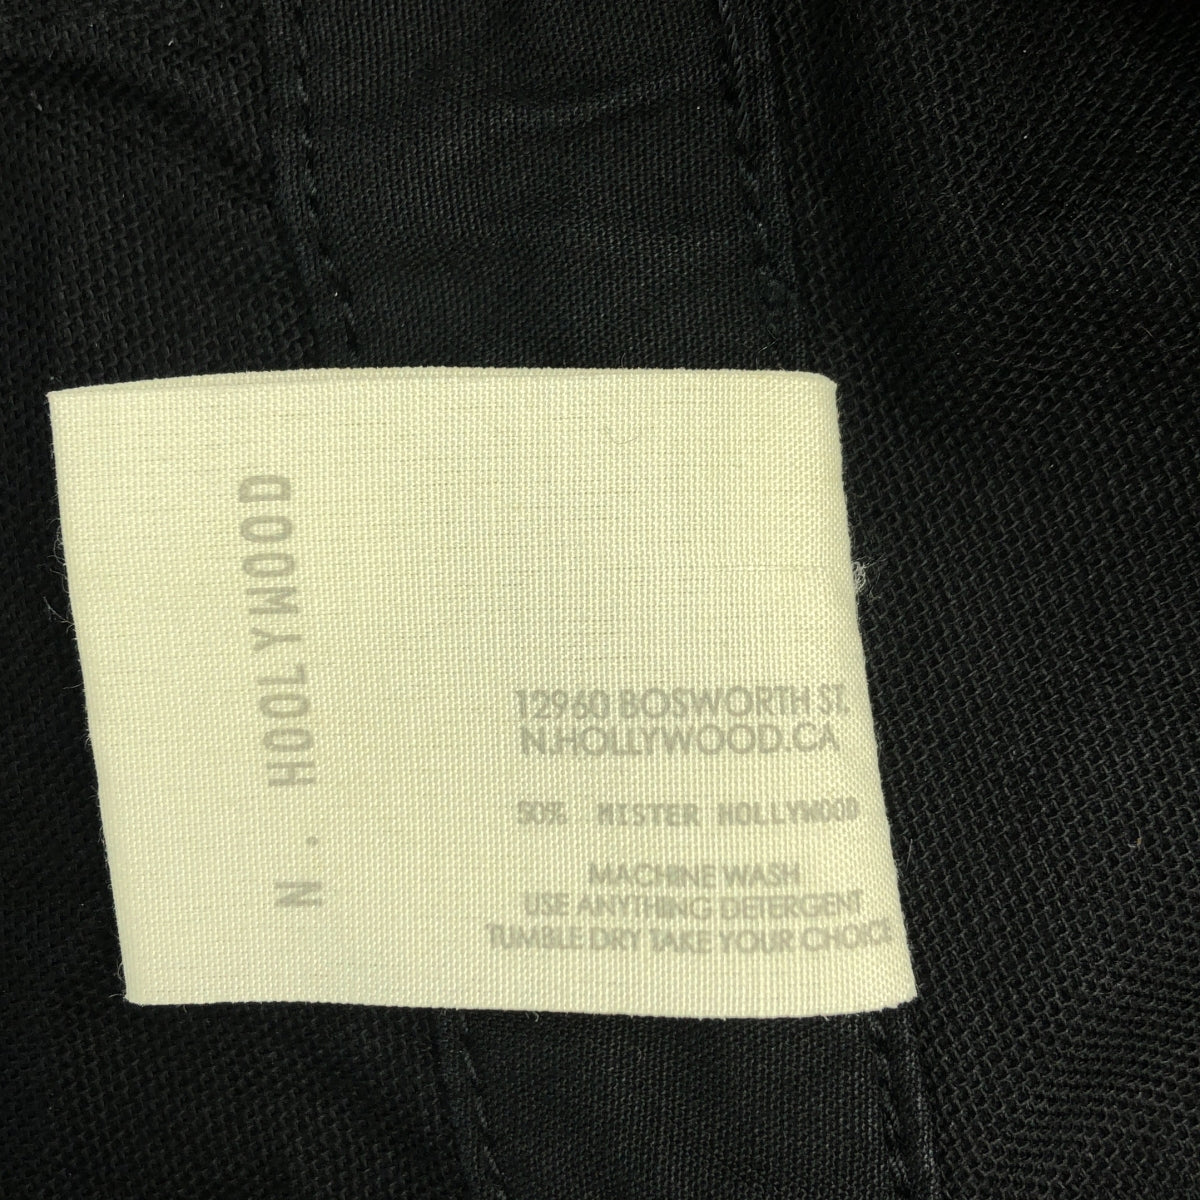 N. HOOLYWOOD
12960 BOSWORTH ST.
N.HOLLYWOOD.CA
50% MISTER HOLLYWOOD
MACHINE WASH
USE ANYTHING DETERGENT
TUMBLE DRY TAKE YOUR CHOICE